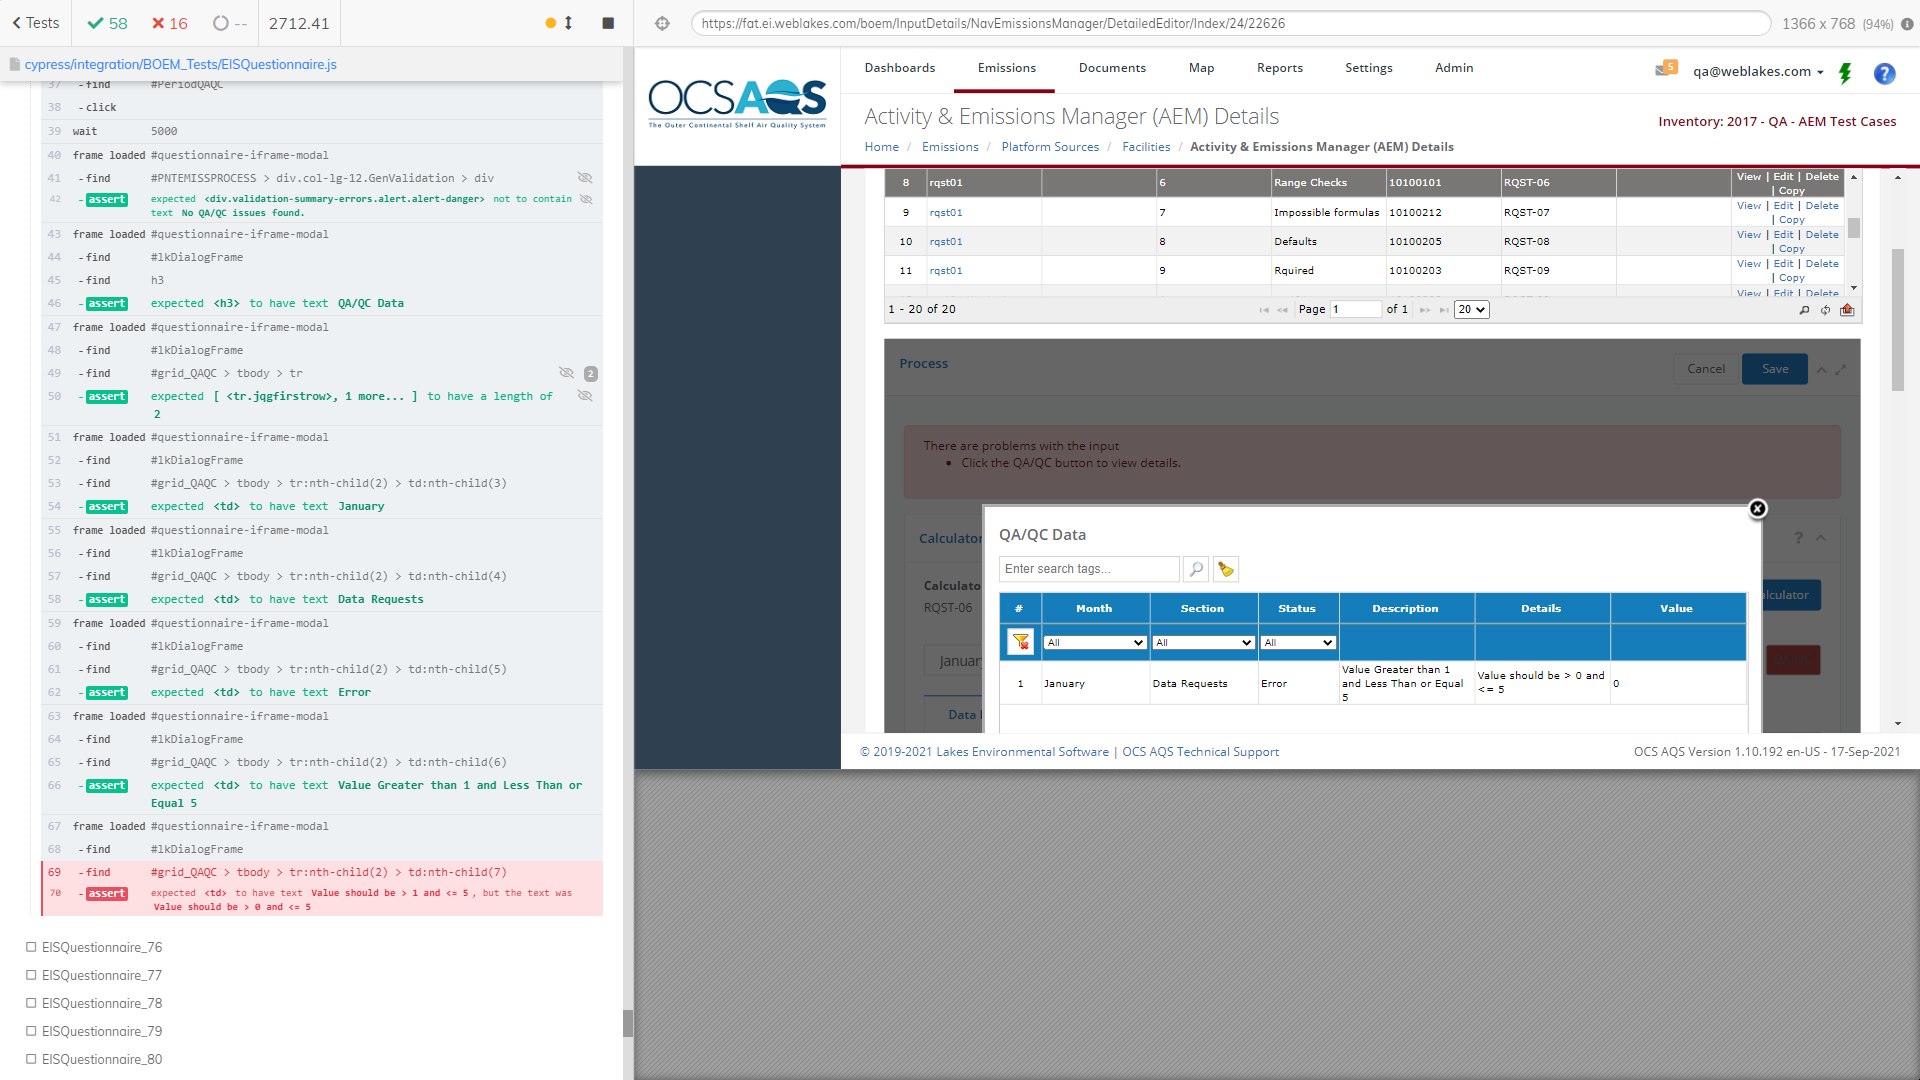 Tests
58
16
--
2712.41
cypress/integration/BOEM_Tests/EISQuestionnaire.js
37 -find #PeriodQAQC
38 -click
39 wait 5000
40 frame loaded #questionnaire-iframe-modal
41 -find #PNTEMISSPROCESS > div.col-lg-12.GenValidation > div
42 -assert expected <div.validation-summary-errors.alert.alert-danger> not to contain
text No QA/QC issues found.
43 frame loaded #questionnaire-iframe-modal
44 -find #lkDialogFrame
45 -find h3
46 -assert expected <h3> to have text QA/QC Data
47 frame loaded #questionnaire-iframe-modal
48 -find #lkDialogFrame
49 -find #grid_QAQC > tbody > tr 2
50 -assert expected [ <tr.jqgfirstrow>, 1 more... ] to have a length of
2
51 frame loaded #questionnaire-iframe-modal
52 -find #lkDialogFrame
53 -find #grid_QAQC > tbody > tr:nth-child(2) > td:nth-child(3)
54 -assert expected <td> to have text January
55 frame loaded #questionnaire-iframe-modal
56 -find #lkDialogFrame
57 -find #grid_QAQC > tbody > tr:nth-child(2) > td:nth-child(4)
58 -assert expected <td> to have text Data Requests
59 frame loaded #questionnaire-iframe-modal
60 -find #lkDialogFrame
61 -find #grid_QAQC > tbody > tr:nth-child(2) > td:nth-child(5)
62 -assert expected <td> to have text Error
63 frame loaded #questionnaire-iframe-modal
64 -find #lkDialogFrame
65 -find #grid_QAQC > tbody > tr:nth-child(2) > td:nth-child(6)
66 -assert expected <td> to have text Value Greater than 1 and Less Than or
Equal 5
67 frame loaded #questionnaire-iframe-modal
68 -find #lkDialogFrame
69 -find #grid_QAQC > tbody > tr:nth-child(2) > td:nth-child(7)
70 -assert expected <td> to have text Value should be > 1 and <= 5 , but the text was
Value should be > 0 and <= 5
EISQuestionnaire_76
EISQuestionnaire_77
EISQuestionnaire_78
EISQuestionnaire_79
EISQuestionnaire_80
https://fat.ei.weblakes.com/boem/InputDetails/NavEmissionsManager/DetailedEditor/Index/24/22626
1366 x 768 (94%)
OCSAQS
The Outer Continental Shelf Air Quality System
Dashboards Emissions Documents Map Reports Settings Admin
5 qa@weblakes.com ?
Activity & Emissions Manager (AEM) Details
Inventory: 2017 - QA - AEM Test Cases
Home / Emissions / Platform Sources / Facilities / Activity & Emissions Manager (AEM) Details
8 rqst01 6 Range Checks 10100101 RQST-06 View | Edit | Delete
| Copy
9 rqst01 7 Impossible formulas 10100212 RQST-07 View | Edit | Delete
| Copy
10 rqst01 8 Defaults 10100205 RQST-08 View | Edit | Delete
| Copy
11 rqst01 9 Rquired 10100203 RQST-09 View | Edit | Delete
| Copy
View | Edit | Delete
1 - 20 of 20 Page 1 of 1 20
Process Cancel Save
There are problems with the input
Click the QA/QC button to view details.
Calculator ?
Calculato
RQST-06
lculator
Januar
Data
QA/QC Data
Enter search tags...
# Month Section Status Description Details Value
All All All
1 January Data Requests Error Value Greater than 1 and Less Than or Equal 5 Value should be > 0 and <= 5 0
© 2019-2021 Lakes Environmental Software | OCS AQS Technical Support
OCS AQS Version 1.10.192 en-US - 17-Sep-2021